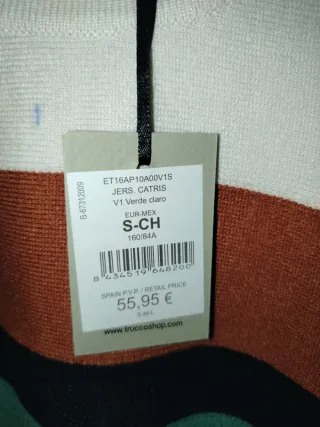 ET16AP10A00V1S
JERS. CATRIS
V1 Verde claro
EUR-MEX
S-CH
160/84A
8 434519 648200
SPAIN P.V.P. / RETAIL PRICE
55,95 €
S-M-L
www.truccoshop.com
B-67312009